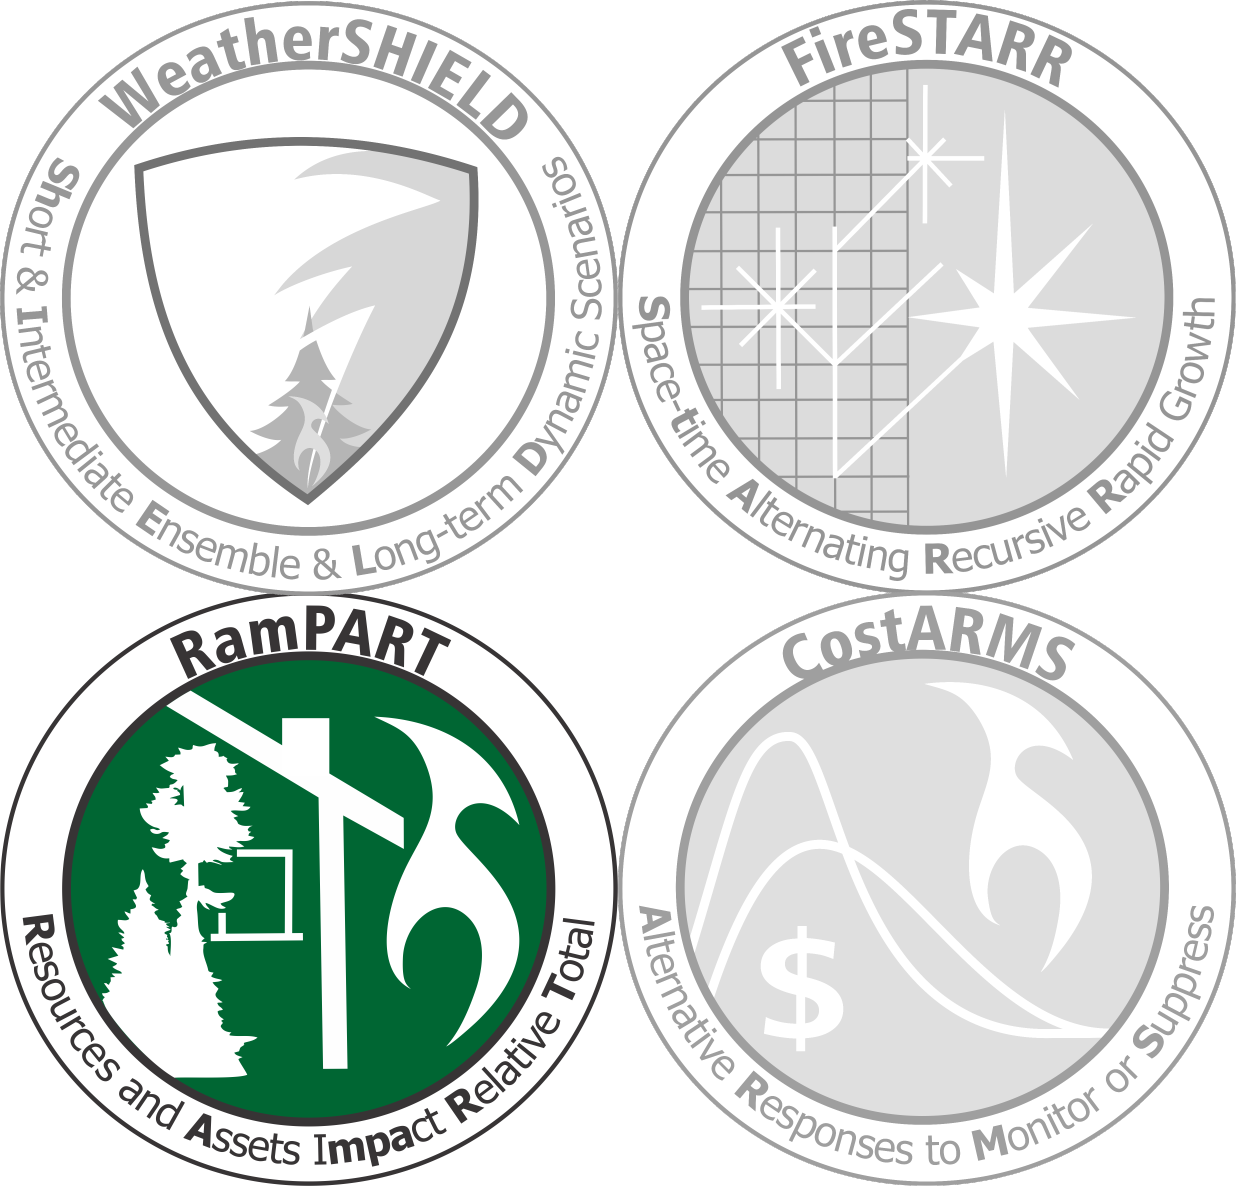 WeatherSHIELD
short & Intermediate Ensemble & Long-term Dynamic Sceenarios
FireSTARR
Space-time Alternating Recursive Rapid Growth
RamPART
Resources and Assets Impact Relative Total
CostARMS
$
Alternative Responses to Monitor or Suppress